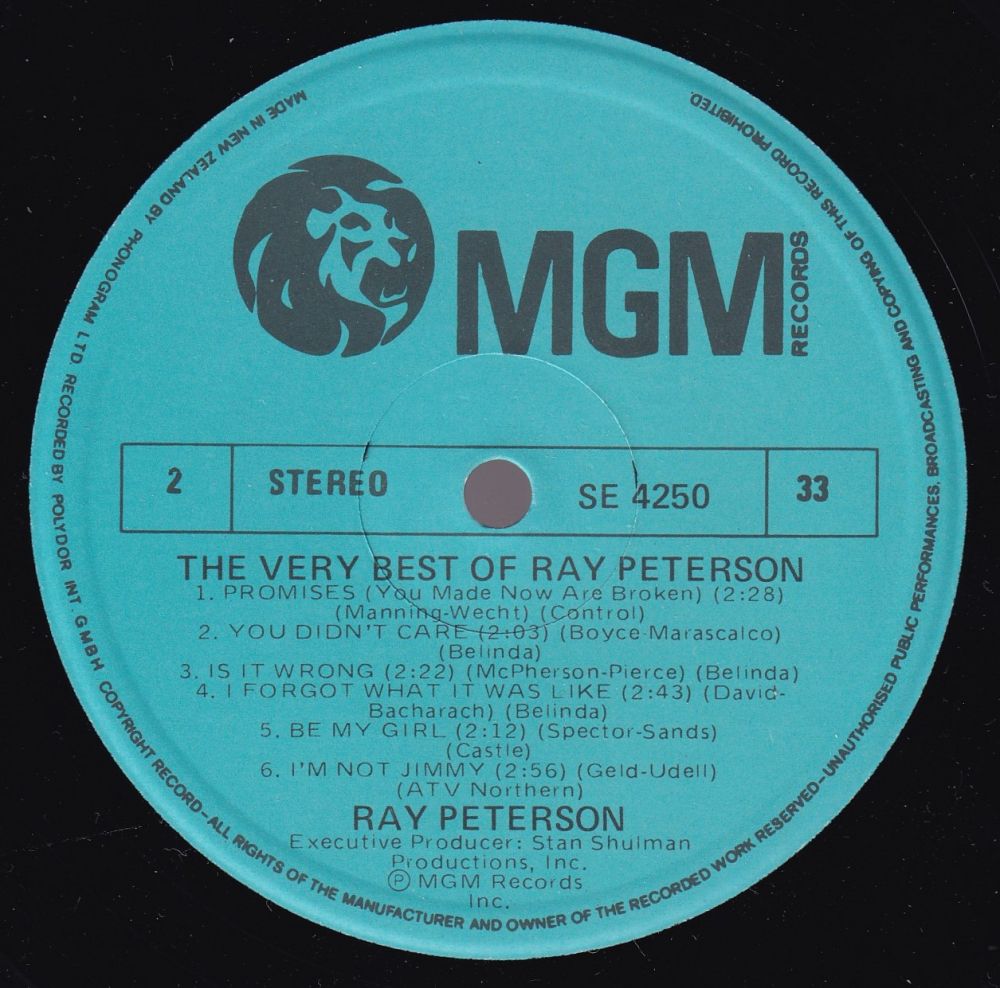 MGM
RECORDS
2
STEREO
SE 4250
33
THE VERY BEST OF RAY PETERSON
1. PROMISES (You Made Now Are Broken) (2:28)
(Manning-Wecht) (Control)
2. YOU DIDN'T CARE (2:03) (Boyce-Marascalco)
(Belinda)
3. IS IT WRONG (2:22) (McPherson-Pierce) (Belinda)
4. I FORGOT WHAT IT WAS LIKE (2:43) (David-
Bacharach) (Belinda)
5. BE MY GIRL (2:12) (Spector-Sands)
(Castle)
6. I'M NOT JIMMY (2:56) (Geld-Udell)
(ATV Northern)
RAY PETERSON
Executive Producer: Stan Shulman
Productions, Inc.
Ⓟ MGM Records
Inc.
MADE IN NEW ZEALAND BY PHONOGRAM LTD RECORDED BY POLYDOR INT. GMBH COPYRIGHT RECORD–ALL RIGHTS OF THE MANUFACTURER AND OWNER OF THE RECORDED WORK RESERVED–UNAUTHORISED PUBLIC PERFORMANCES, BROADCASTING AND COPYING OF THIS RECORD PROHIBITED.